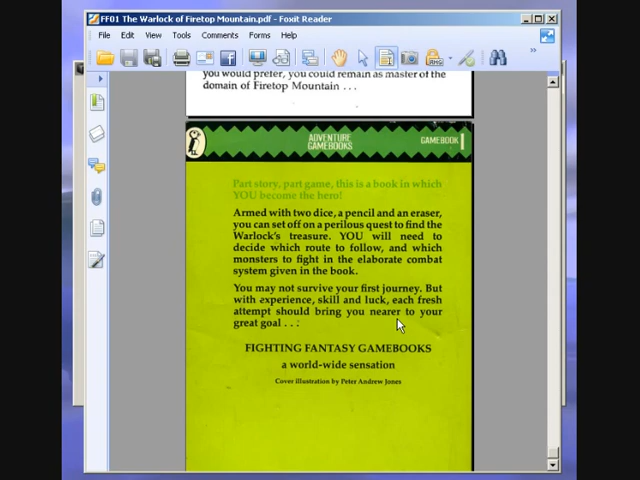 FF01 The Warlock of Firetop Mountain.pdf - Foxit Reader
File Edit View Tools Comments Forms Help
you would prefer, you could remain as master of the
domain of Firetop Mountain . . .
ADVENTURE
GAMEBOOKS
GAMEBOOK 1
Part story, part game, this is a book in which
YOU become the hero!
Armed with two dice, a pencil and an eraser,
you can set off on a perilous quest to find the
Warlock's treasure. YOU will need to
decide which route to follow, and which
monsters to fight in the elaborate combat
system given in the book.
You may not survive your first journey. But
with experience, skill and luck, each fresh
attempt should bring you nearer to your
great goal . . .
FIGHTING FANTASY GAMEBOOKS
a world-wide sensation
Cover illustration by Peter Andrew Jones